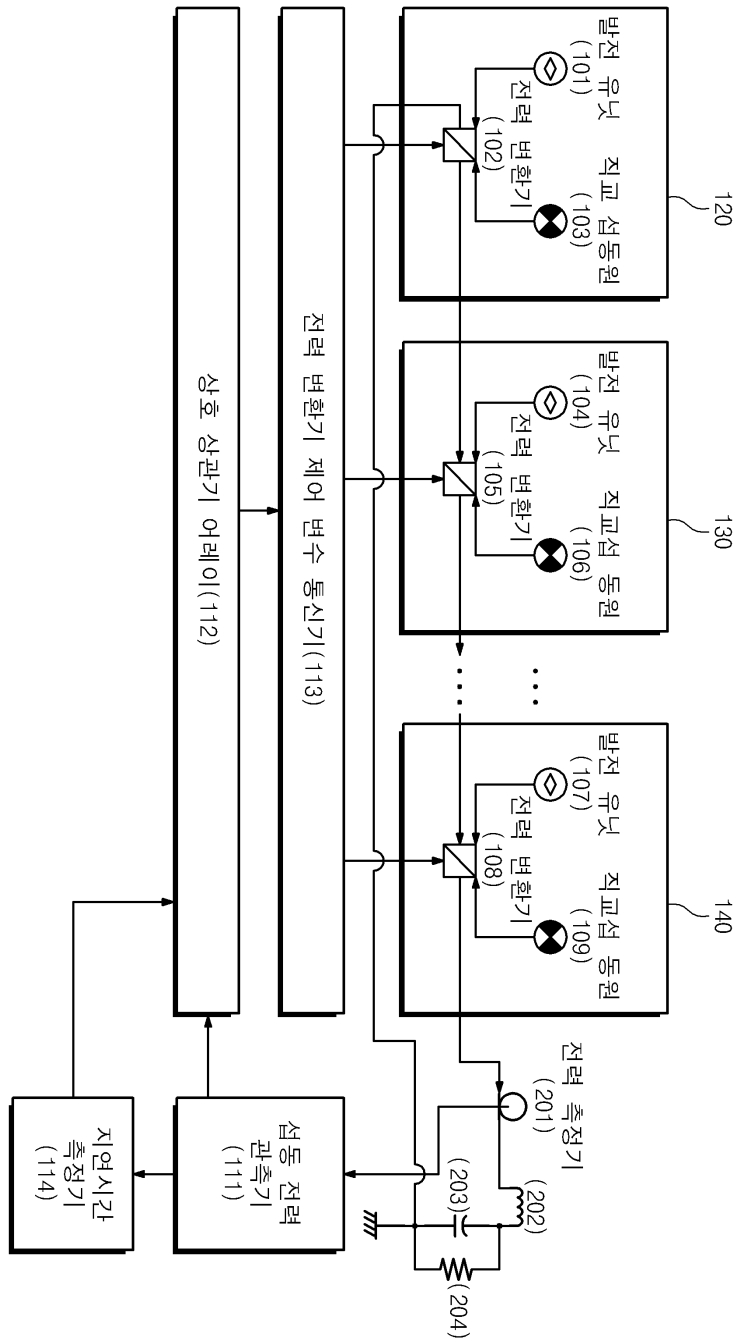 120
발전 유닛
(101)
직교 섭동원
(103)
전력 변환기
(102)
130
발전 유닛
(104)
직교섭 동원
(106)
전력 변환기
(105)
140
발전 유닛
(107)
직교섭 동원
(109)
전력 변환기
(108)
전력 측정기
(201)
(202)
(203)
(204)
전력 변환기 제어 변수 통신기(113)
상호 상관기 어레이(112)
섭동 전력
관측기
(111)
지연시간
측정기
(114)